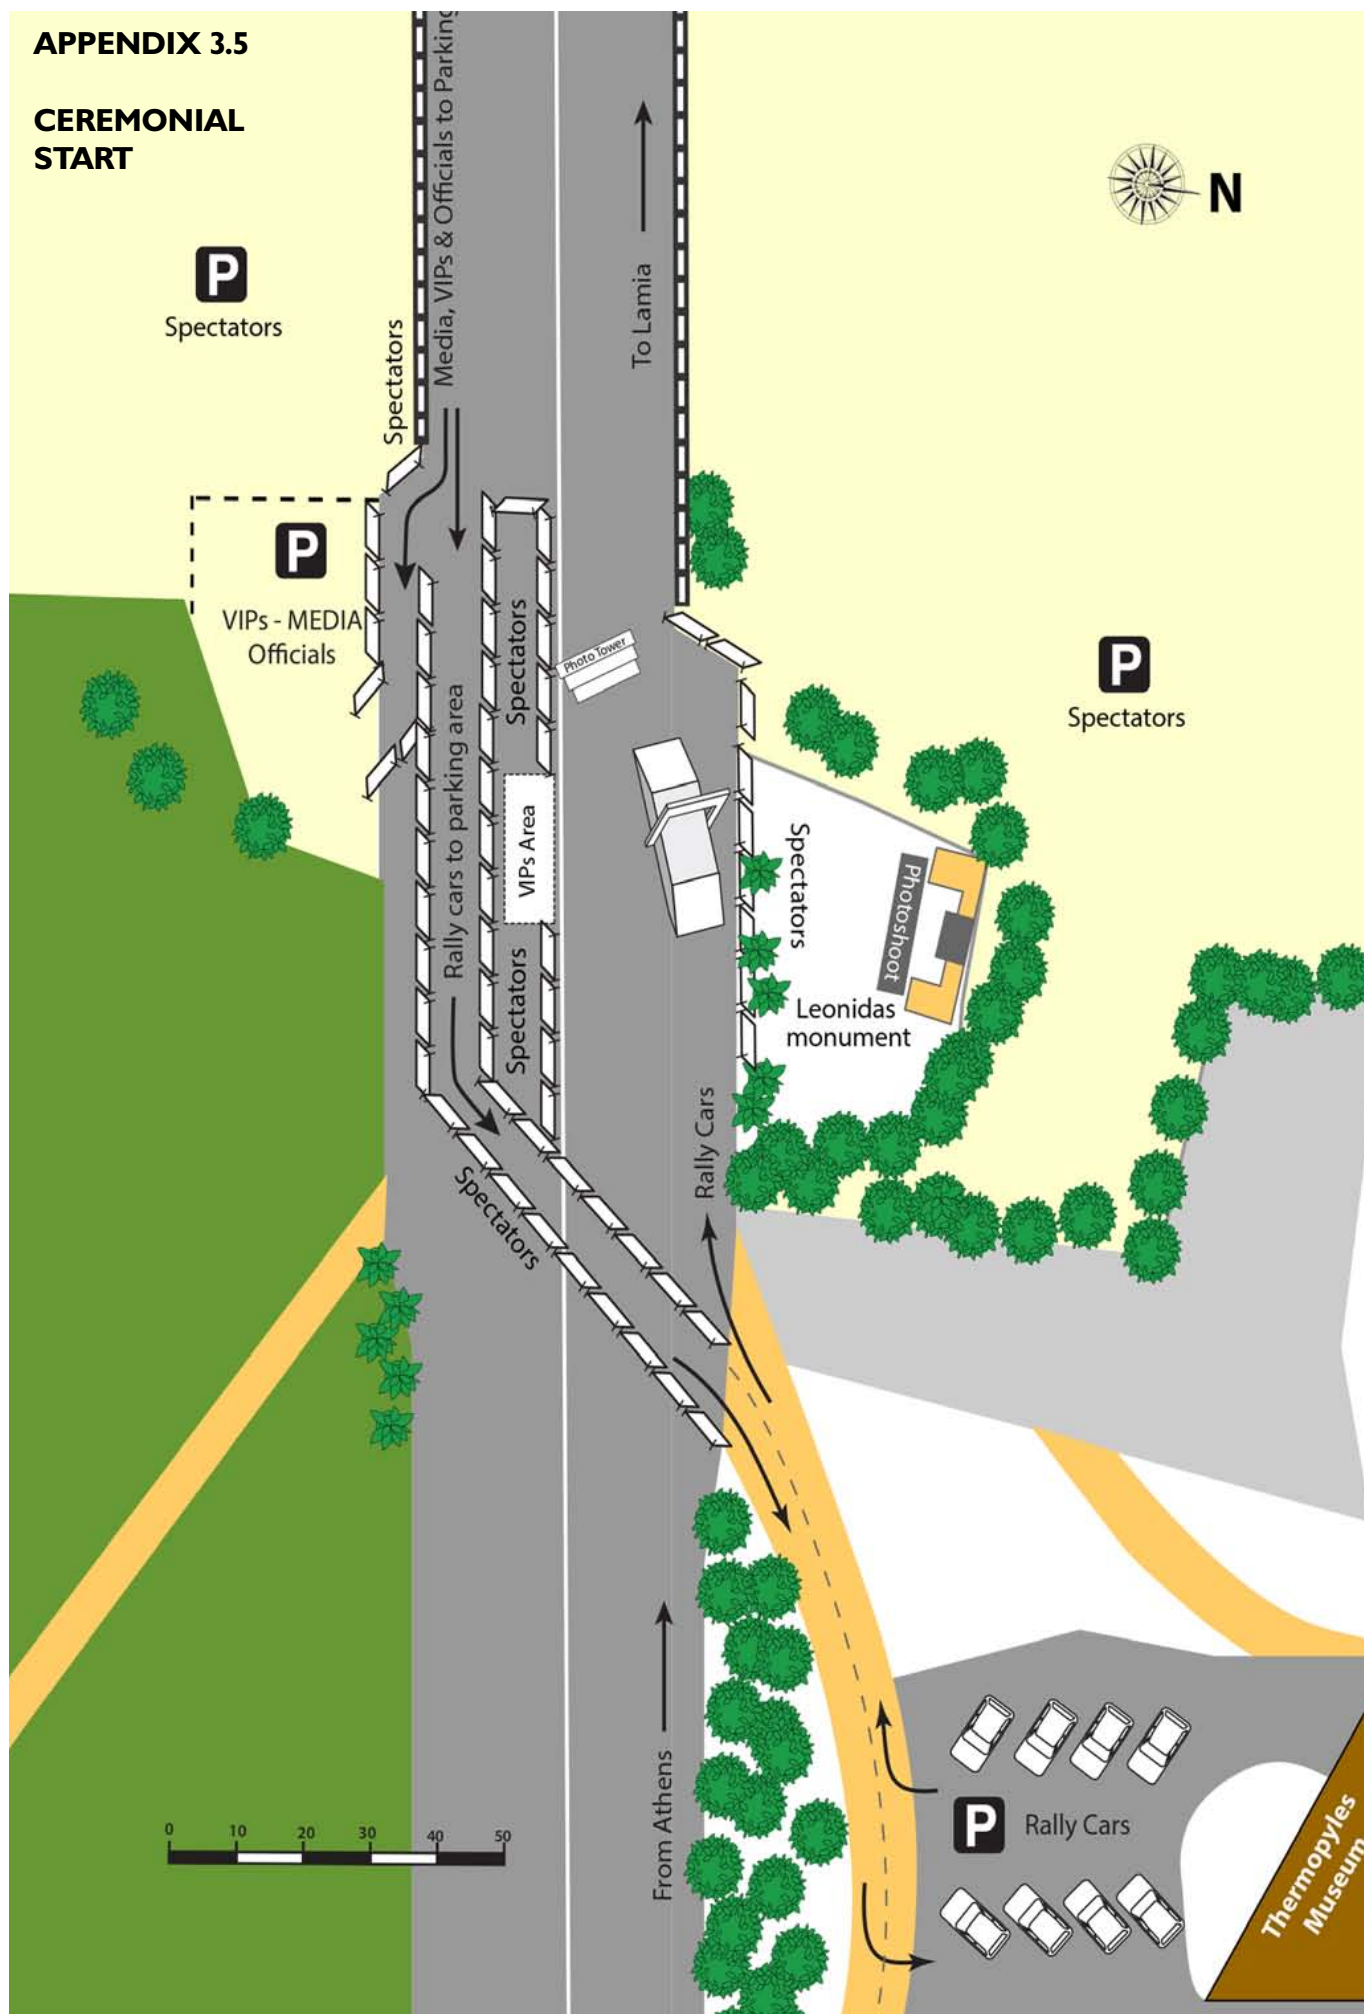 APPENDIX 3.5
CEREMONIAL
START
Media, VIPs & Officials to Parking
To Lamia
N
P
Spectators
Spectators
P
VIPs - MEDIA
Officials
Spectators
Photo Tower
P
Spectators
Rally cars to parking area
VIPs Area
Spectators
Photoshoot
Spectators
Leonidas
monument
Rally Cars
Spectators
From Athens
P
Rally Cars
Thermopyles
Museum
0 10 20 30 40 50